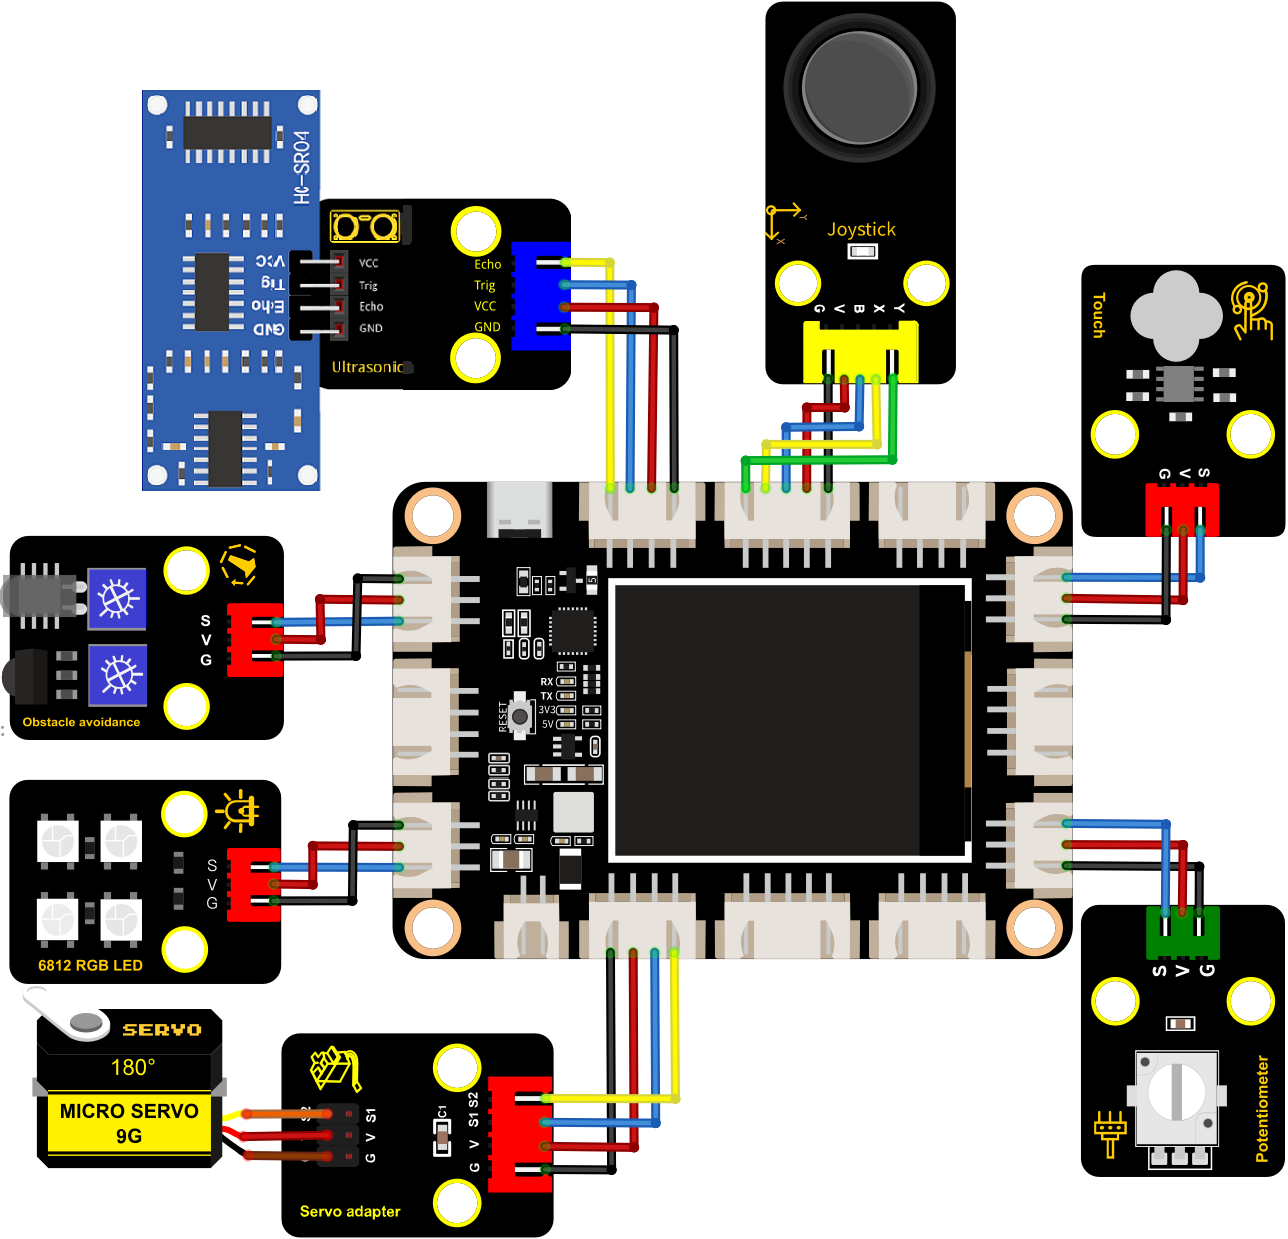 HC-SR04
VCC
Trig
Echo
GND
VCC
Trig
Echo
GND
Ultrasonic
Echo
Trig
VCC
GND
Y
X
Joystick
G
V
B
X
Y
Touch
G
V
S
S
V
G
Obstacle avoidance
5
RX
TX
3V3
5V
RESET
S
V
G
6812 RGB LED
SERVO
180°
MICRO SERVO
9G
S2
S1
V
G
C1
S2
S1
V
G
Servo adapter
S
V
G
Potentiometer